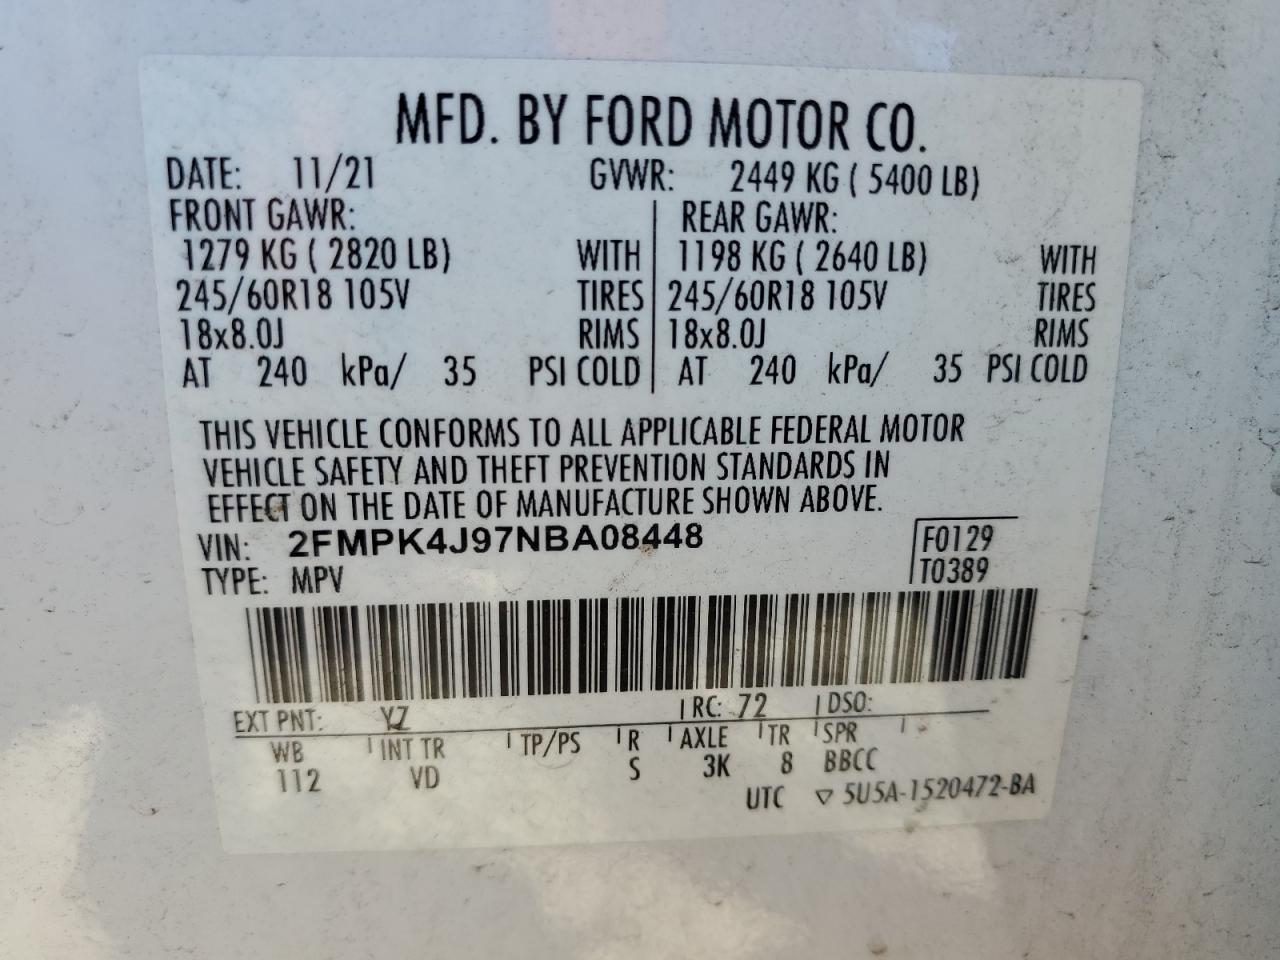 MFD. BY FORD MOTOR CO.
DATE: 11/21 GVWR: 2449 KG ( 5400 LB)
FRONT GAWR: REAR GAWR:
1279 KG ( 2820 LB) WITH 1198 KG ( 2640 LB) WITH
245/60R18 105V TIRES 245/60R18 105V TIRES
18x8.0J RIMS 18x8.0J RIMS
AT 240 kPa/ 35 PSI COLD AT 240 kPa/ 35 PSI COLD
THIS VEHICLE CONFORMS TO ALL APPLICABLE FEDERAL MOTOR
VEHICLE SAFETY AND THEFT PREVENTION STANDARDS IN
EFFECT ON THE DATE OF MANUFACTURE SHOWN ABOVE.
VIN: 2FMPK4J97NBA08448 F0129
TYPE: MPV T0389
EXT PNT: YZ RC: 72 DSO:
WB INT TR TP/PS R AXLE TR SPR
112 VD S 3K 8 BBCC
UTC ▽ 5U5A-1520472-BA